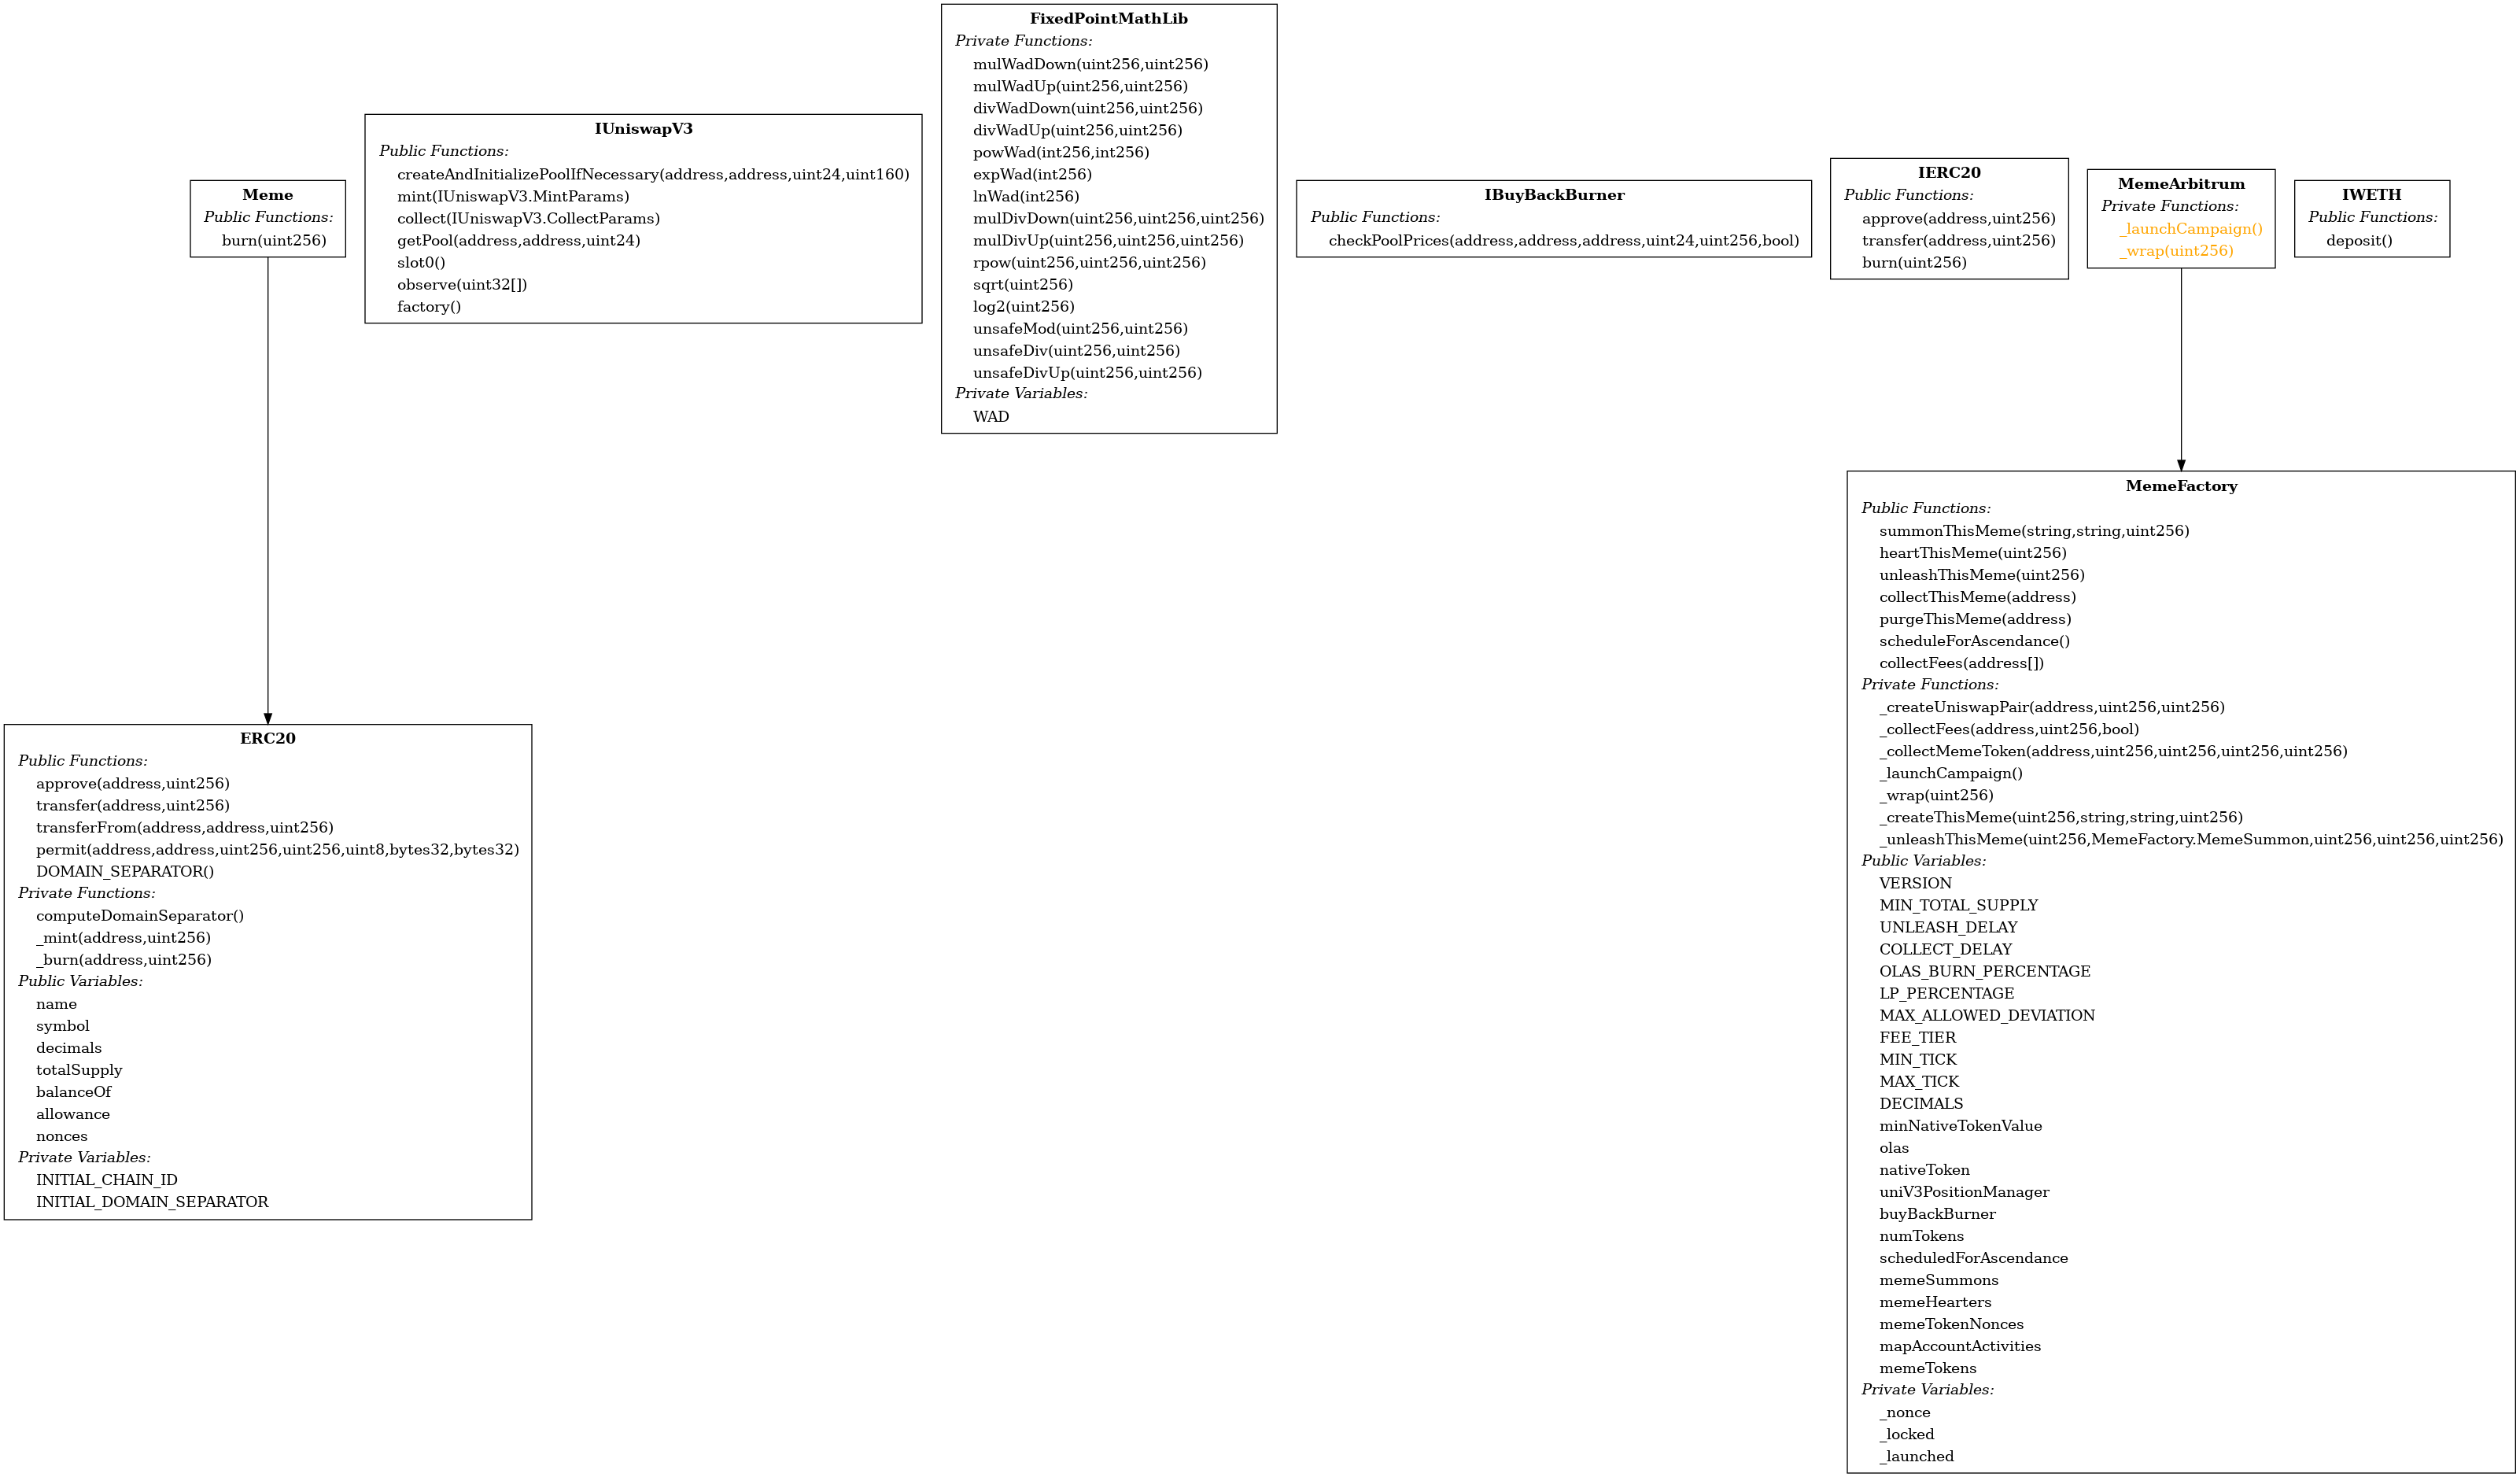 FixedPointMathLib
Private Functions:
mulWadDown(uint256,uint256)
mulWadUp(uint256,uint256)
divWadDown(uint256,uint256)
divWadUp(uint256,uint256)
powWad(int256,int256)
expWad(int256)
lnWad(int256)
mulDivDown(uint256,uint256,uint256)
mulDivUp(uint256,uint256,uint256)
rpow(uint256,uint256,uint256)
sqrt(uint256)
log2(uint256)
unsafeMod(uint256,uint256)
unsafeDiv(uint256,uint256)
unsafeDivUp(uint256,uint256)
Private Variables:
WAD
Meme
Public Functions:
burn(uint256)
IUniswapV3
Public Functions:
createAndInitializePoolIfNecessary(address,address,uint24,uint160)
mint(IUniswapV3.MintParams)
collect(IUniswapV3.CollectParams)
getPool(address,address,uint24)
slot0()
observe(uint32[])
factory()
IBuyBackBurner
Public Functions:
checkPoolPrices(address,address,address,uint24,uint256,bool)
IERC20
Public Functions:
approve(address,uint256)
transfer(address,uint256)
burn(uint256)
MemeArbitrum
Private Functions:
_launchCampaign()
_wrap(uint256)
IWETH
Public Functions:
deposit()
ERC20
Public Functions:
approve(address,uint256)
transfer(address,uint256)
transferFrom(address,address,uint256)
permit(address,address,uint256,uint256,uint8,bytes32,bytes32)
DOMAIN_SEPARATOR()
Private Functions:
computeDomainSeparator()
_mint(address,uint256)
_burn(address,uint256)
Public Variables:
name
symbol
decimals
totalSupply
balanceOf
allowance
nonces
Private Variables:
INITIAL_CHAIN_ID
INITIAL_DOMAIN_SEPARATOR
MemeFactory
Public Functions:
summonThisMeme(string,string,uint256)
heartThisMeme(uint256)
unleashThisMeme(uint256)
collectThisMeme(address)
purgeThisMeme(address)
scheduleForAscendance()
collectFees(address[])
Private Functions:
_createUniswapPair(address,uint256,uint256)
_collectFees(address,uint256,bool)
_collectMemeToken(address,uint256,uint256,uint256,uint256)
_launchCampaign()
_wrap(uint256)
_createThisMeme(uint256,string,string,uint256)
_unleashThisMeme(uint256,MemeFactory.MemeSummon,uint256,uint256,uint256)
Public Variables:
VERSION
MIN_TOTAL_SUPPLY
UNLEASH_DELAY
COLLECT_DELAY
OLAS_BURN_PERCENTAGE
LP_PERCENTAGE
MAX_ALLOWED_DEVIATION
FEE_TIER
MIN_TICK
MAX_TICK
DECIMALS
minNativeTokenValue
olas
nativeToken
uniV3PositionManager
buyBackBurner
numTokens
scheduledForAscendance
memeSummons
memeHearters
memeTokenNonces
mapAccountActivities
memeTokens
Private Variables:
_nonce
_locked
_launched